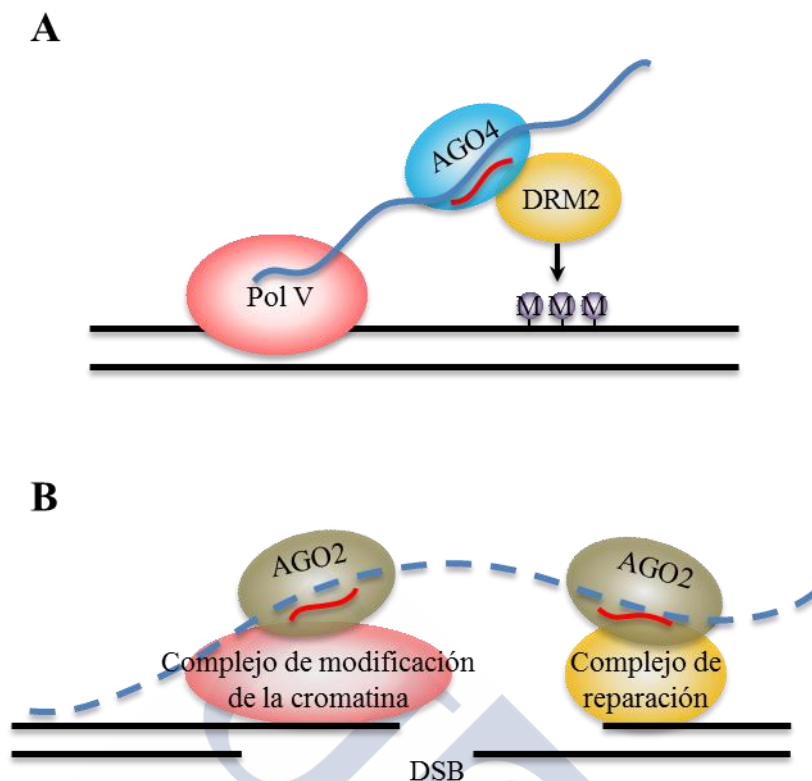 A
AGO4
DRM2
Pol V
M M M
B
AGO2
AGO2
Complejo de modificación
de la cromatina
Complejo de
reparación
DSB